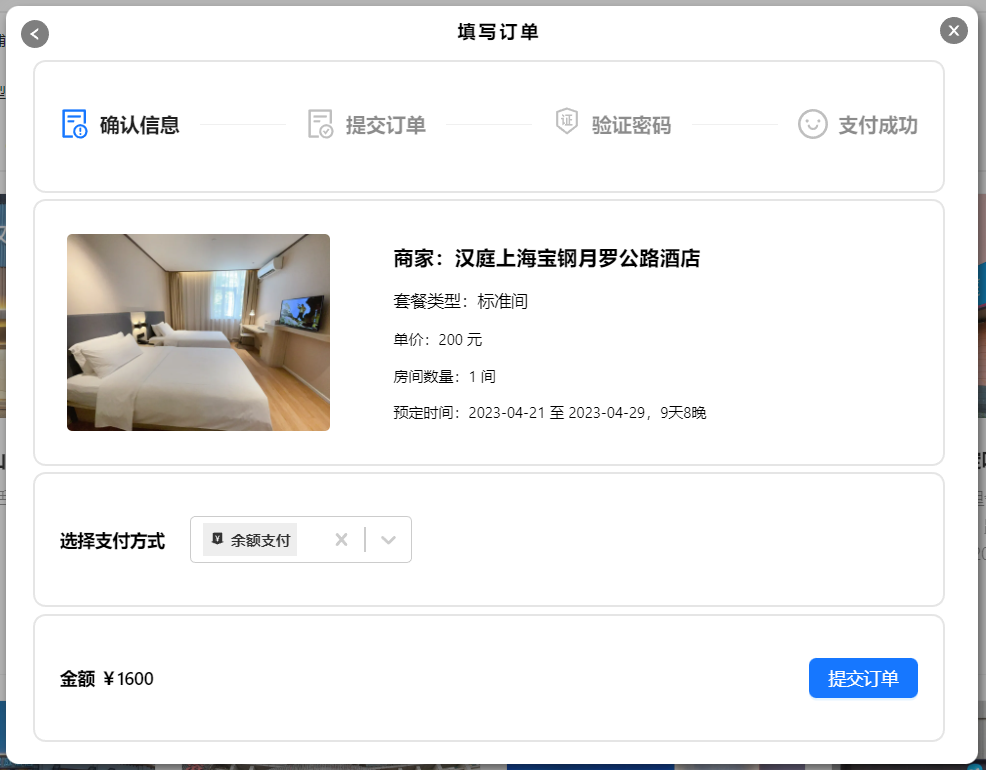 填写订单
确认信息
提交订单
证
验证密码
支付成功
商家：汉庭上海宝钢月罗公路酒店
套餐类型：标准间
单价：200 元
房间数量：1 间
预定时间：2023-04-21 至 2023-04-29，9天8晚
选择支付方式
¥ 余额支付
金额 ￥1600
提交订单